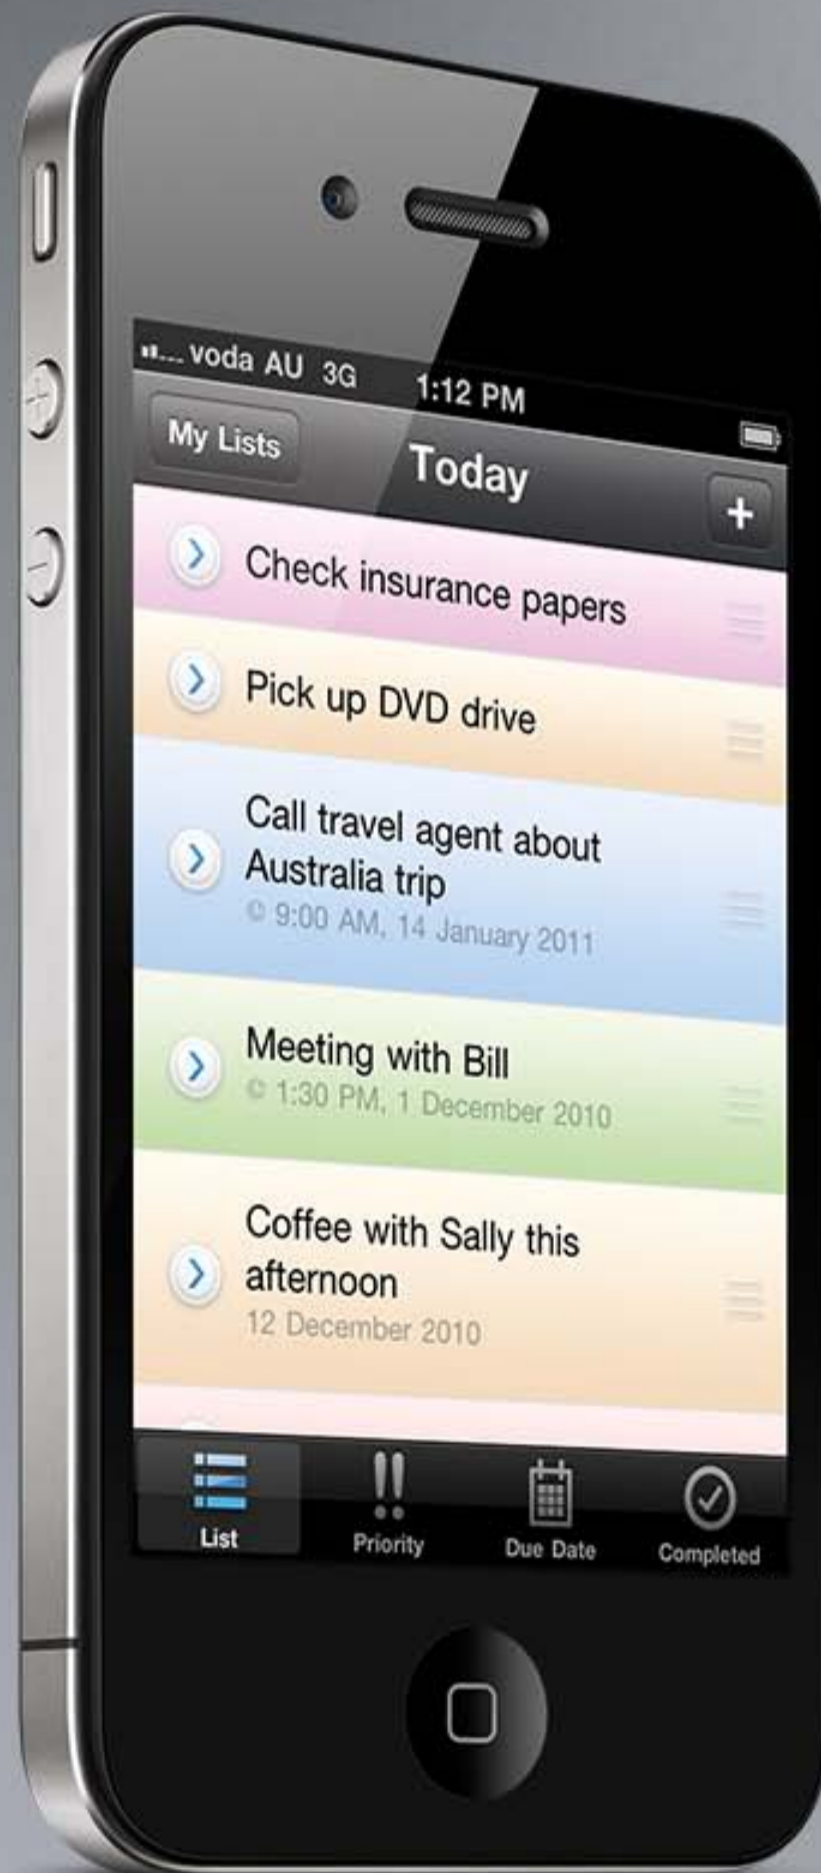 voda AU 3G 1:12 PM
My Lists
Today
+
Check insurance papers
Pick up DVD drive
Call travel agent about
Australia trip
9:00 AM, 14 January 2011
Meeting with Bill
1:30 PM, 1 December 2010
Coffee with Sally this
afternoon
12 December 2010
List
Priority
Due Date
Completed